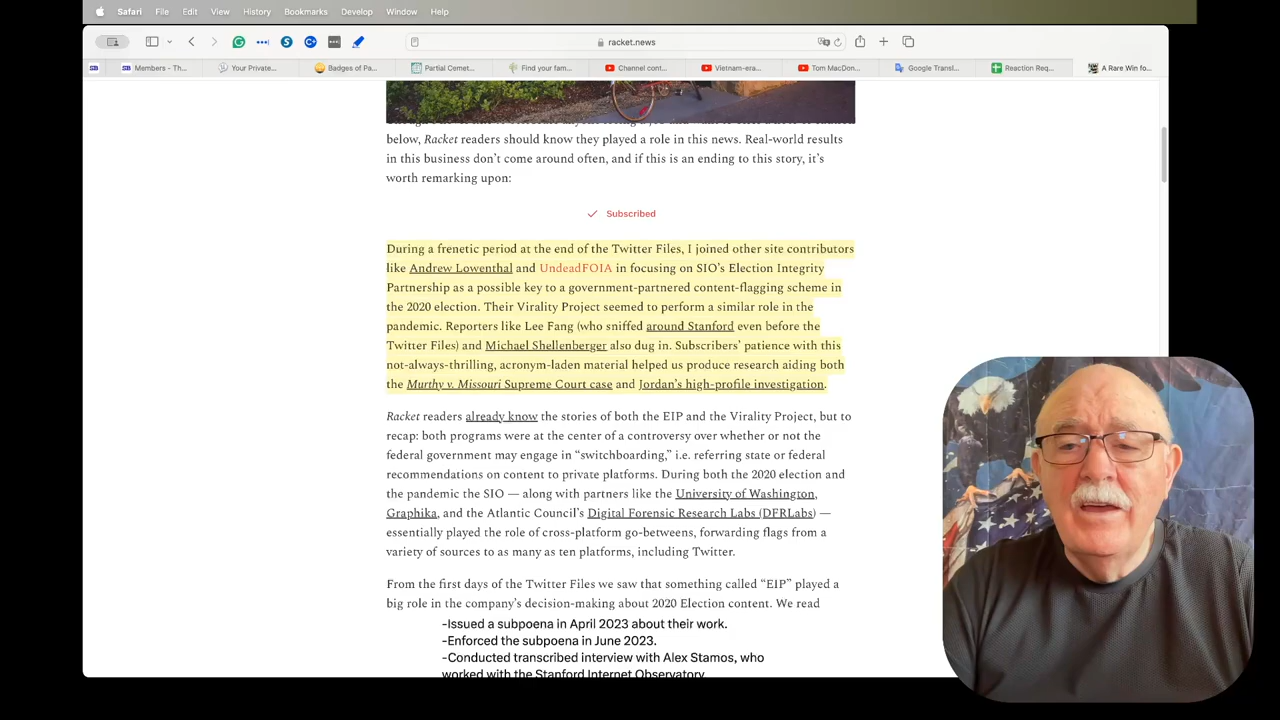 Safari File Edit View History Bookmarks Develop Window Help
racket.news
SB
SB Members - Th...
Your Private...
Badges of Pa...
Partial Cemet...
Find your fam...
Channel cont...
Vietnam-era...
Tom MacDon...
Google Transl...
Reaction Req...
A Rare Win fo...
below, Racket readers should know they played a role in this news. Real-world results
in this business don’t come around often, and if this is an ending to this story, it’s
worth remarking upon:
Subscribed
During a frenetic period at the end of the Twitter Files, I joined other site contributors
like Andrew Lowenthal and UndeadFOIA in focusing on SIO’s Election Integrity
Partnership as a possible key to a government-partnered content-flagging scheme in
the 2020 election. Their Virality Project seemed to perform a similar role in the
pandemic. Reporters like Lee Fang (who sniffed around Stanford even before the
Twitter Files) and Michael Shellenberger also dug in. Subscribers’ patience with this
not-always-thrilling, acronym-laden material helped us produce research aiding both
the Murthy v. Missouri Supreme Court case and Jordan’s high-profile investigation.
Racket readers already know the stories of both the EIP and the Virality Project, but to
recap: both programs were at the center of a controversy over whether or not the
federal government may engage in “switchboarding,” i.e. referring state or federal
recommendations on content to private platforms. During both the 2020 election and
the pandemic the SIO — along with partners like the University of Washington,
Graphika, and the Atlantic Council’s Digital Forensic Research Labs (DFRLabs) —
essentially played the role of cross-platform go-betweens, forwarding flags from a
variety of sources to as many as ten platforms, including Twitter.
From the first days of the Twitter Files we saw that something called “EIP” played a
big role in the company’s decision-making about 2020 Election content. We read
-Issued a subpoena in April 2023 about their work.
-Enforced the subpoena in June 2023.
-Conducted transcribed interview with Alex Stamos, who
worked with the Stanford Internet Observatory.